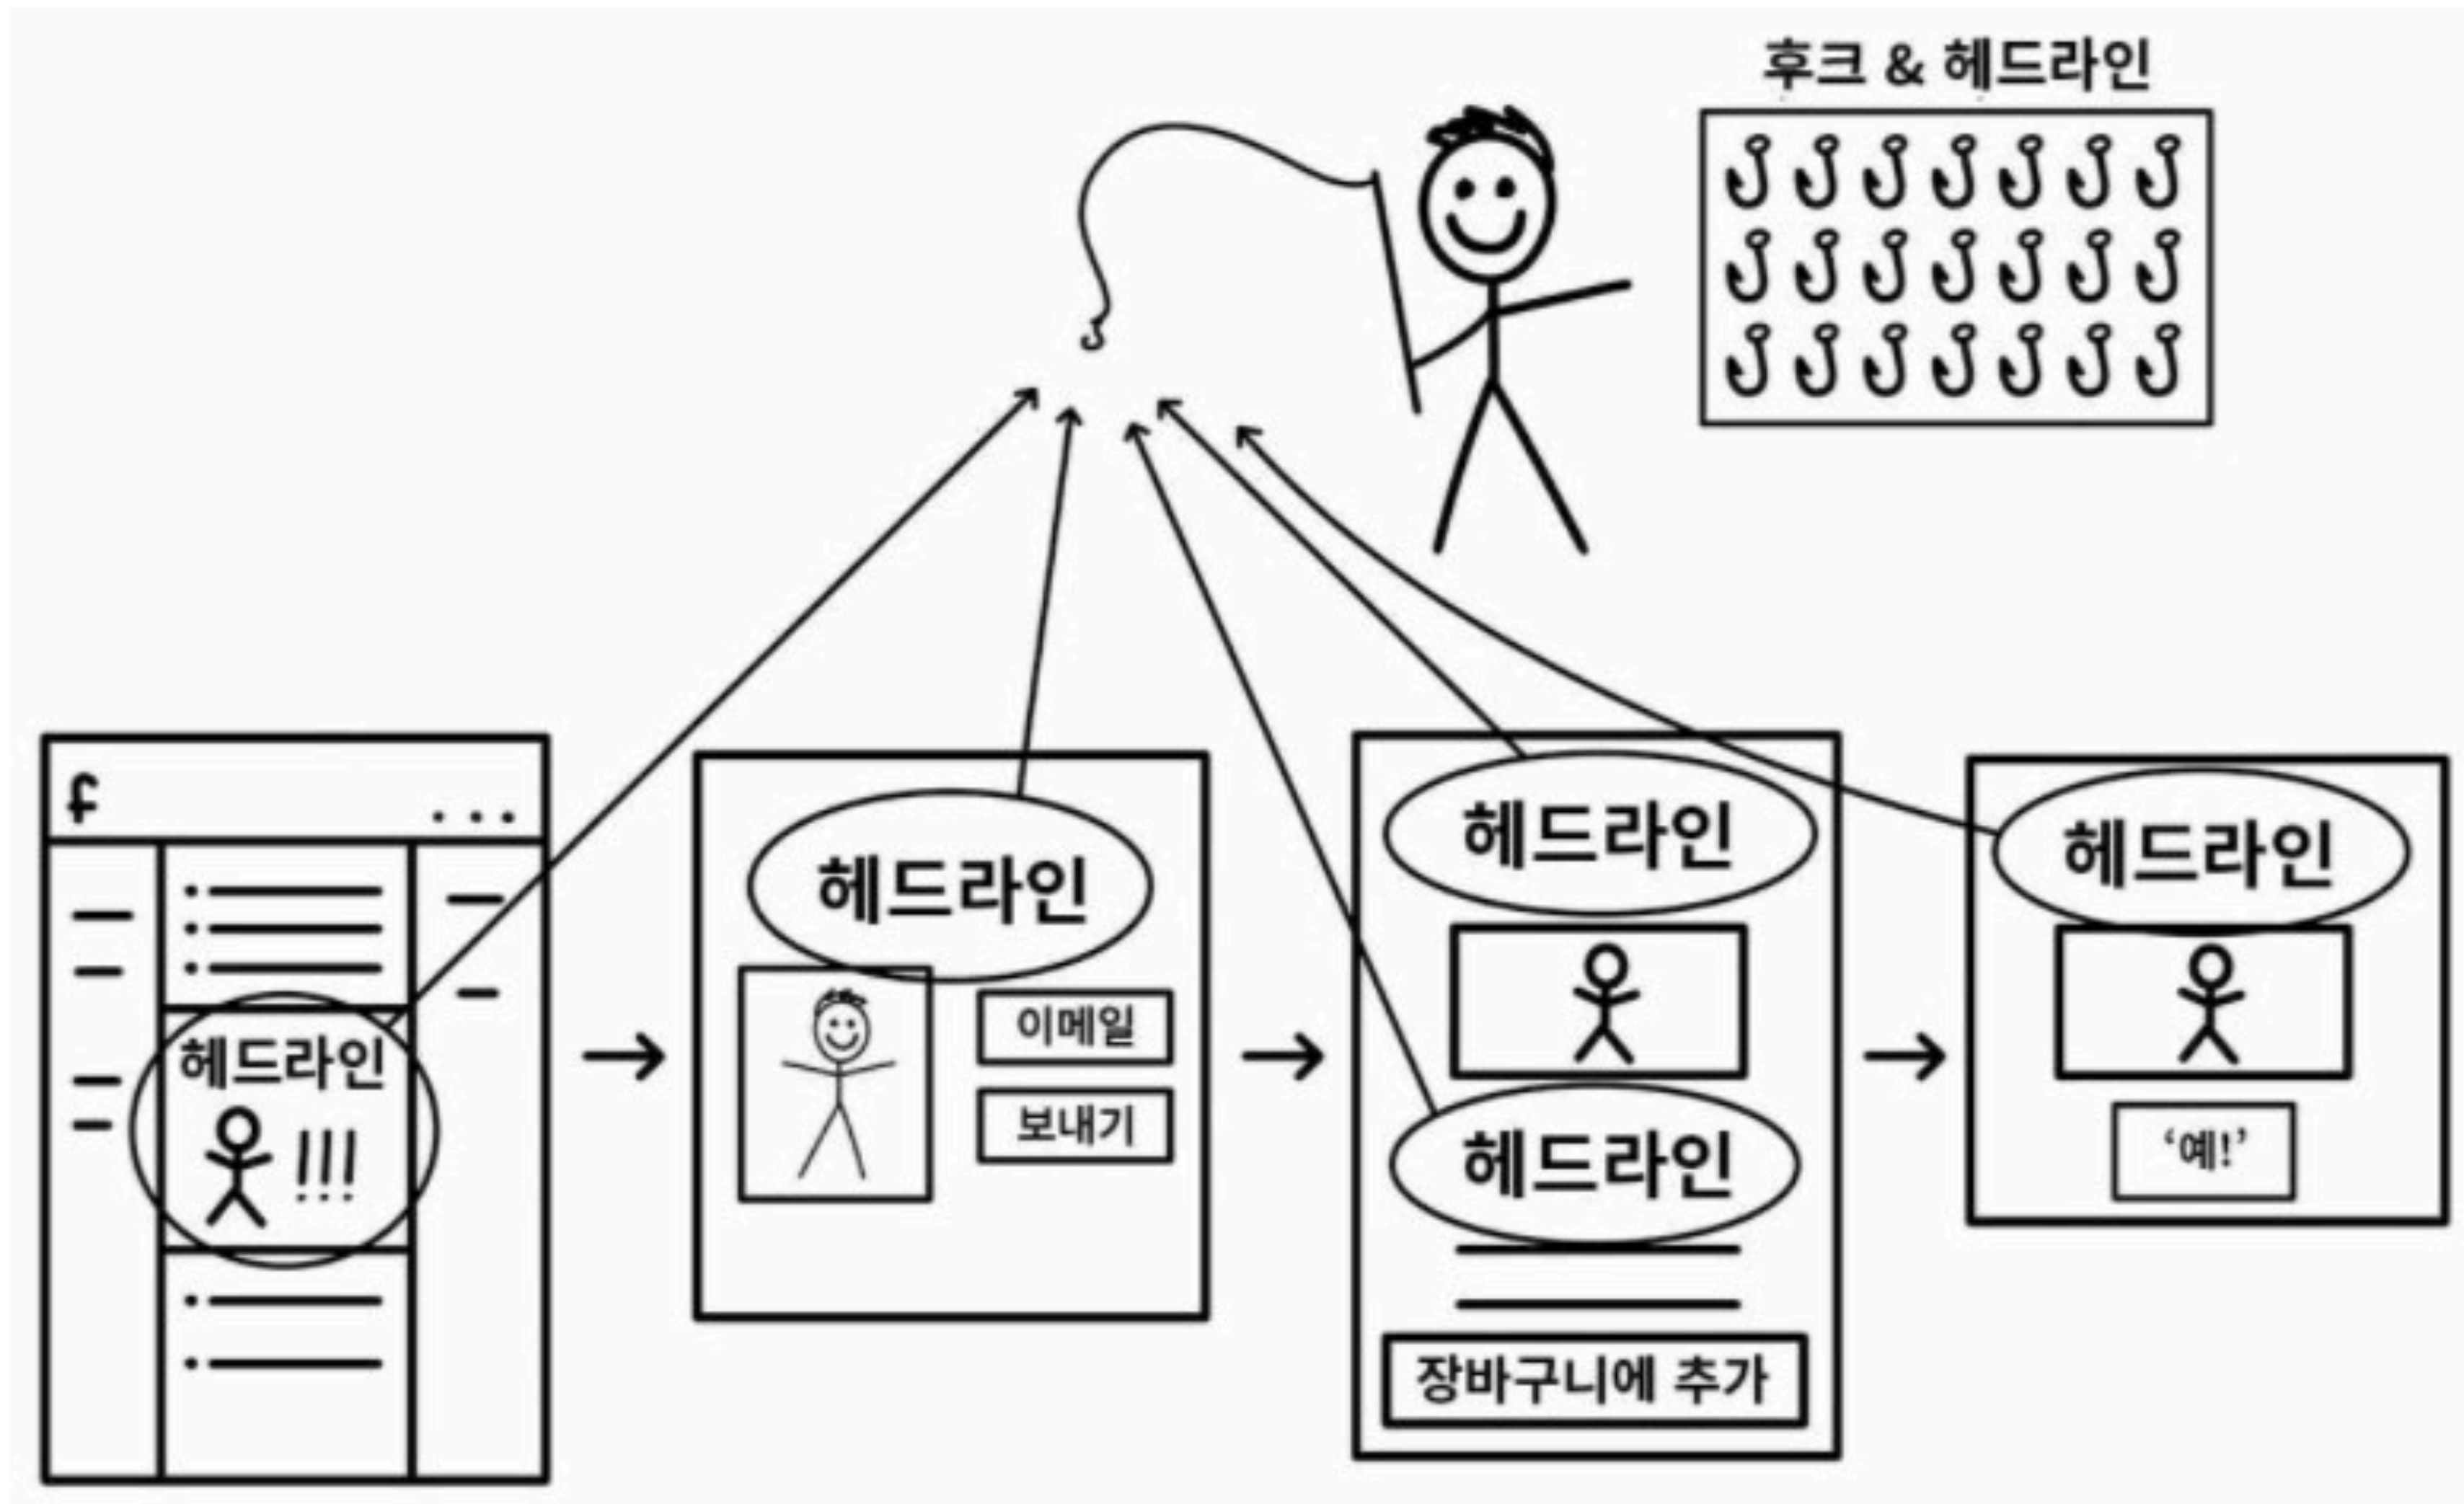 후크 & 헤드라인
f
...
헤드라인
!!!
헤드라인
이메일
보내기
헤드라인
헤드라인
장바구니에 추가
헤드라인
‘예!’